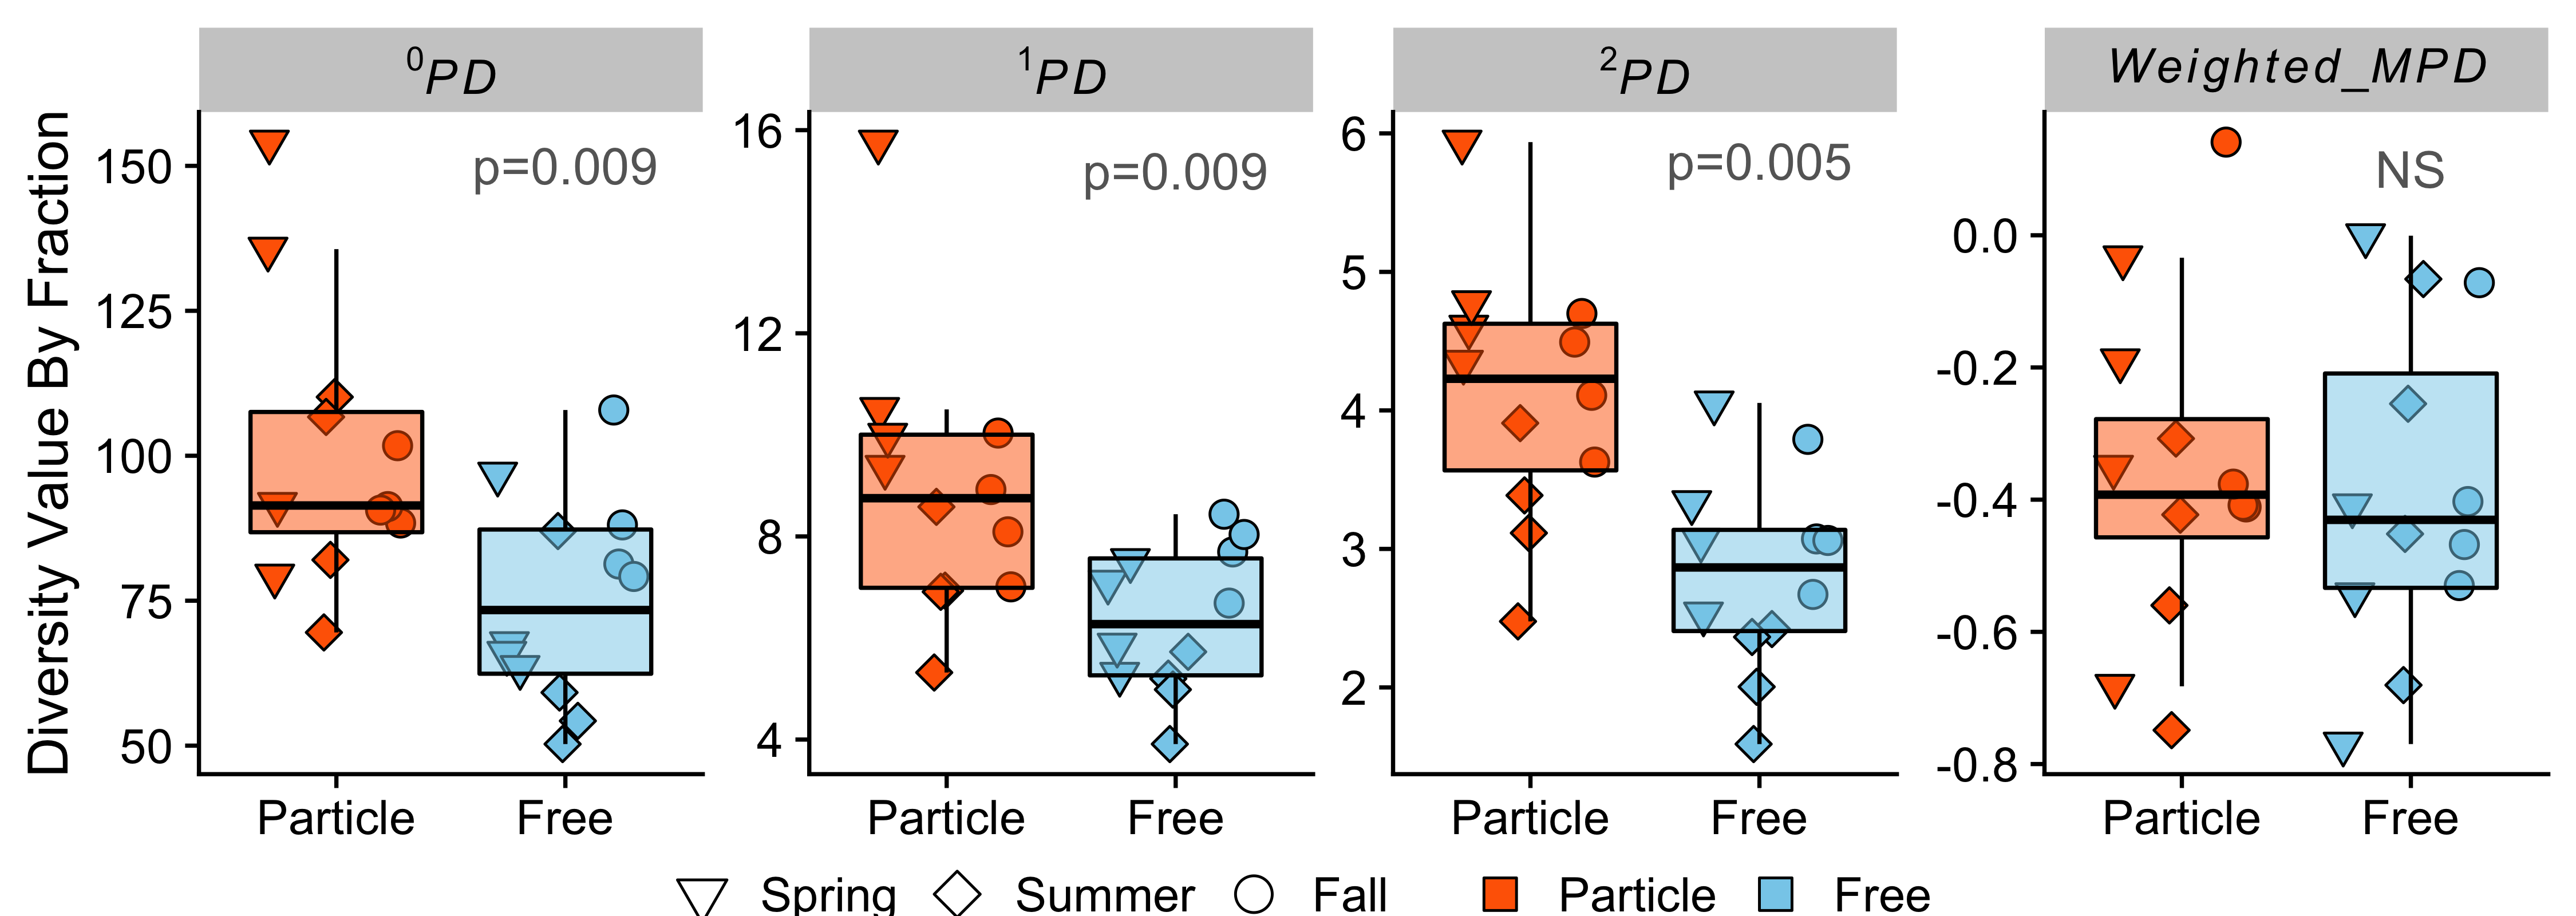 ⁰PD
¹PD
²PD
Weighted_MPD
Diversity Value By Fraction
150
125
100
75
50
p=0.009
16
12
8
4
p=0.009
6
5
4
3
2
p=0.005
0.0
-0.2
-0.4
-0.6
-0.8
NS
Particle Free
Particle Free
Particle Free
Particle Free
Spring Summer Fall Particle Free